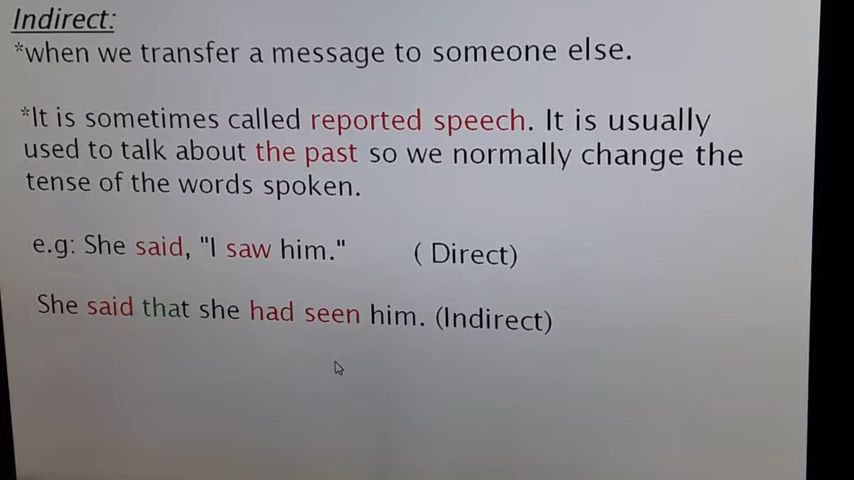 Indirect:
*when we transfer a message to someone else.
*It is sometimes called reported speech. It is usually
used to talk about the past so we normally change the
tense of the words spoken.
e.g: She said, "I saw him." ( Direct)
She said that she had seen him. (Indirect)